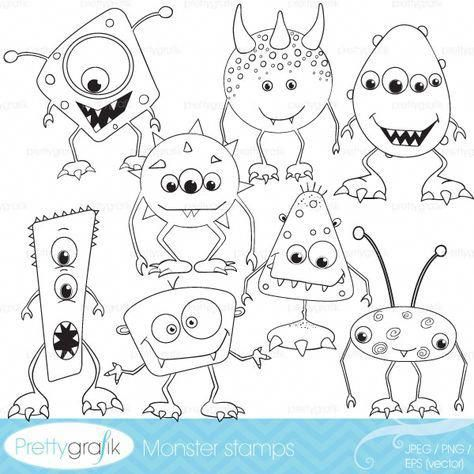 Prettygrafik Monster stamps
JPEG / PNG /
EPS (vector)